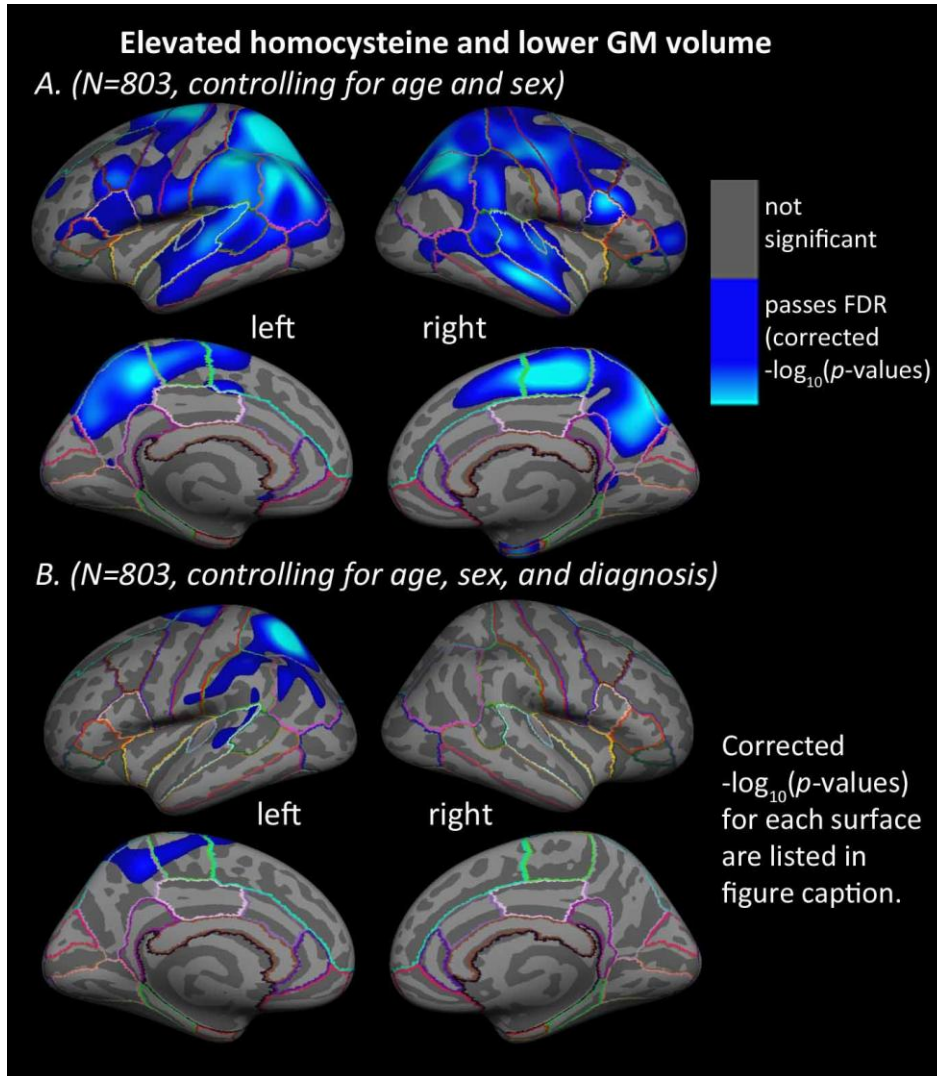 Elevated homocysteine and lower GM volume
A. (N=803, controlling for age and sex)
not
significant
passes FDR
(corrected
-log₁₀(p-values)
left
right
B. (N=803, controlling for age, sex, and diagnosis)
left
right
Corrected
-log₁₀(p-values)
for each surface
are listed in
figure caption.